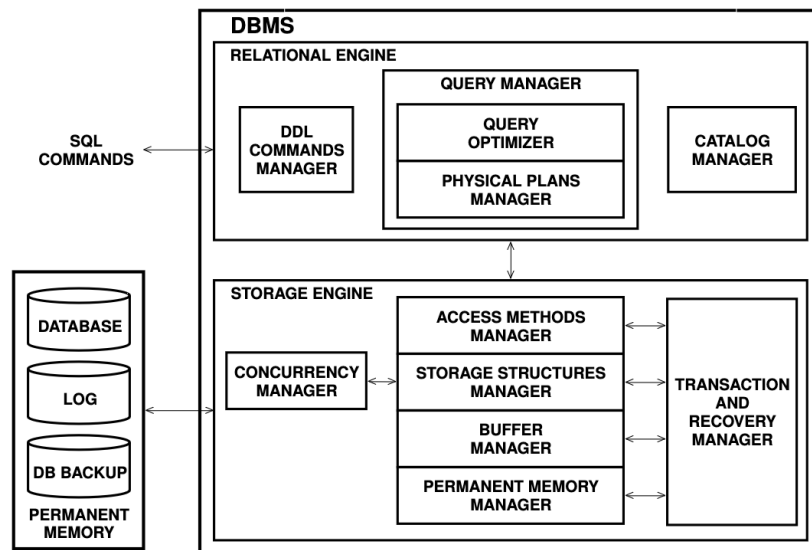 DBMS
RELATIONAL ENGINE
QUERY MANAGER
DDL
COMMANDS
MANAGER
QUERY
OPTIMIZER
PHYSICAL PLANS
MANAGER
CATALOG
MANAGER
SQL
COMMANDS
STORAGE ENGINE
DATABASE
LOG
DB BACKUP
PERMANENT
MEMORY
CONCURRENCY
MANAGER
ACCESS METHODS
MANAGER
STORAGE STRUCTURES
MANAGER
BUFFER
MANAGER
PERMANENT MEMORY
MANAGER
TRANSACTION
AND
RECOVERY
MANAGER